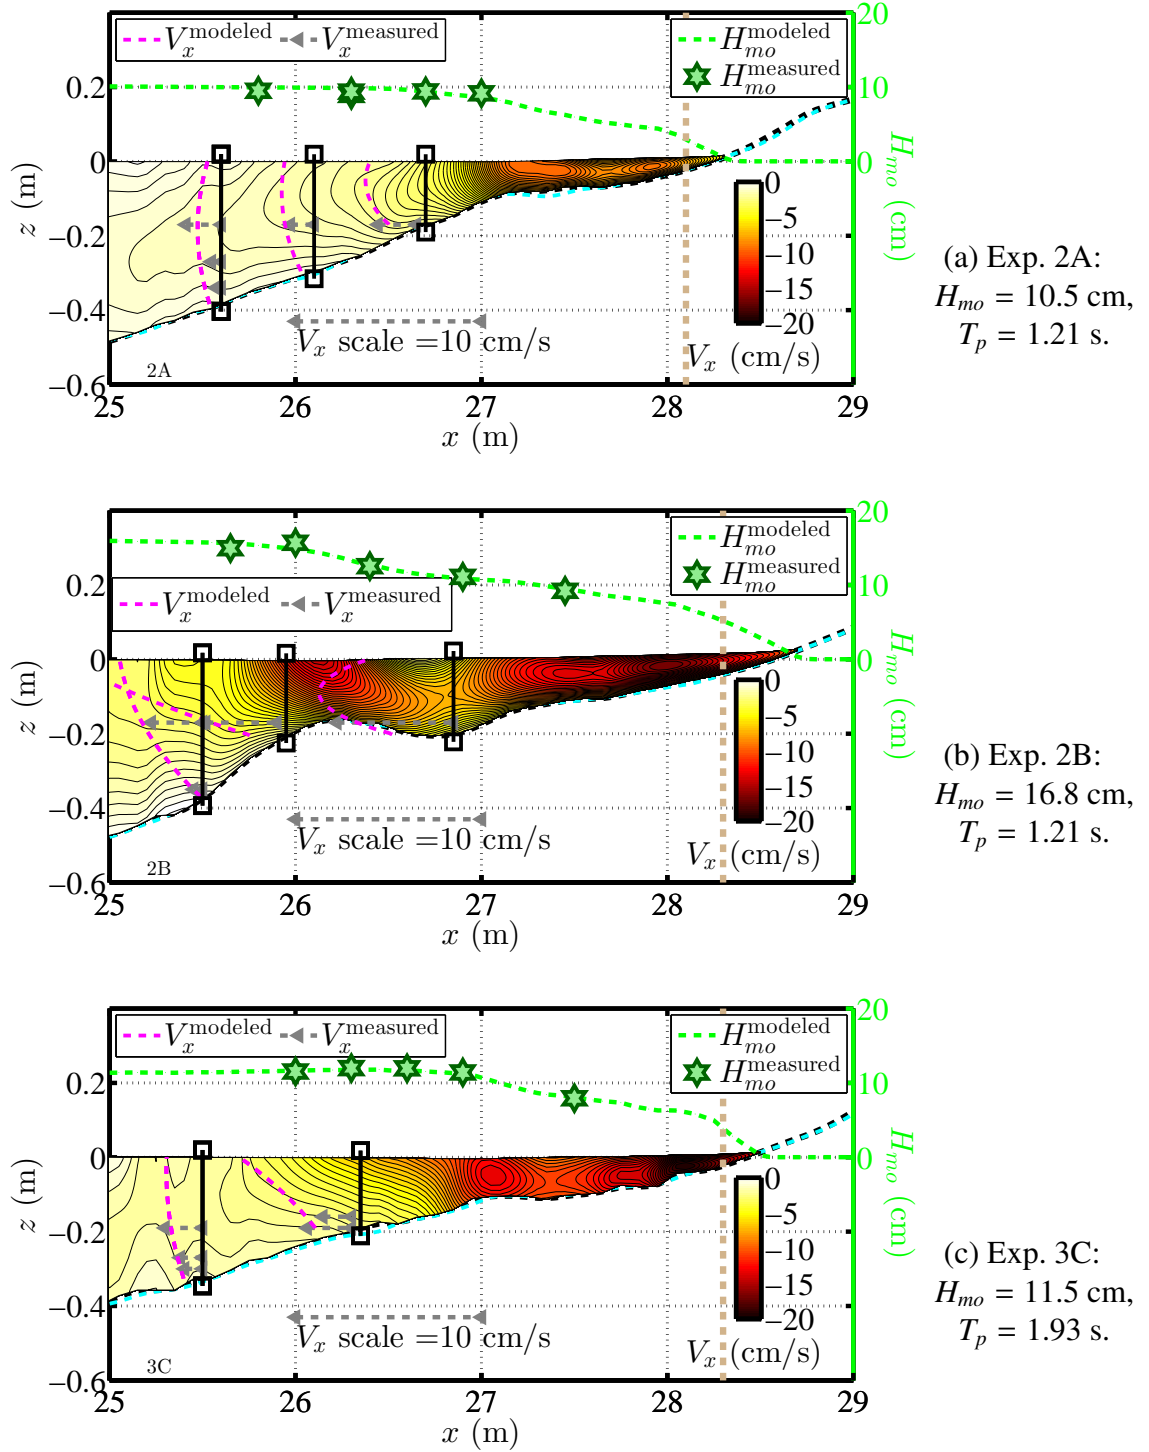 V_x^modeled V_x^measured
H_mo^modeled
H_mo^measured
20
10
0
H_mo (cm)
0.2
0
−0.2
−0.4
−0.6
z (m)
0
−5
−10
−15
−20
V_x (cm/s)
V_x scale =10 cm/s
2A
25 26 27 28 29
x (m)
(a) Exp. 2A:
H_mo = 10.5 cm,
T_p = 1.21 s.
H_mo^modeled
H_mo^measured
V_x^modeled V_x^measured
20
10
0
H_mo (cm)
0.2
0
−0.2
−0.4
−0.6
z (m)
0
−5
−10
−15
−20
V_x (cm/s)
V_x scale =10 cm/s
2B
25 26 27 28 29
x (m)
(b) Exp. 2B:
H_mo = 16.8 cm,
T_p = 1.21 s.
V_x^modeled V_x^measured
H_mo^modeled
H_mo^measured
20
10
0
H_mo (cm)
0.2
0
−0.2
−0.4
−0.6
z (m)
0
−5
−10
−15
−20
V_x (cm/s)
V_x scale =10 cm/s
3C
25 26 27 28 29
x (m)
(c) Exp. 3C:
H_mo = 11.5 cm,
T_p = 1.93 s.